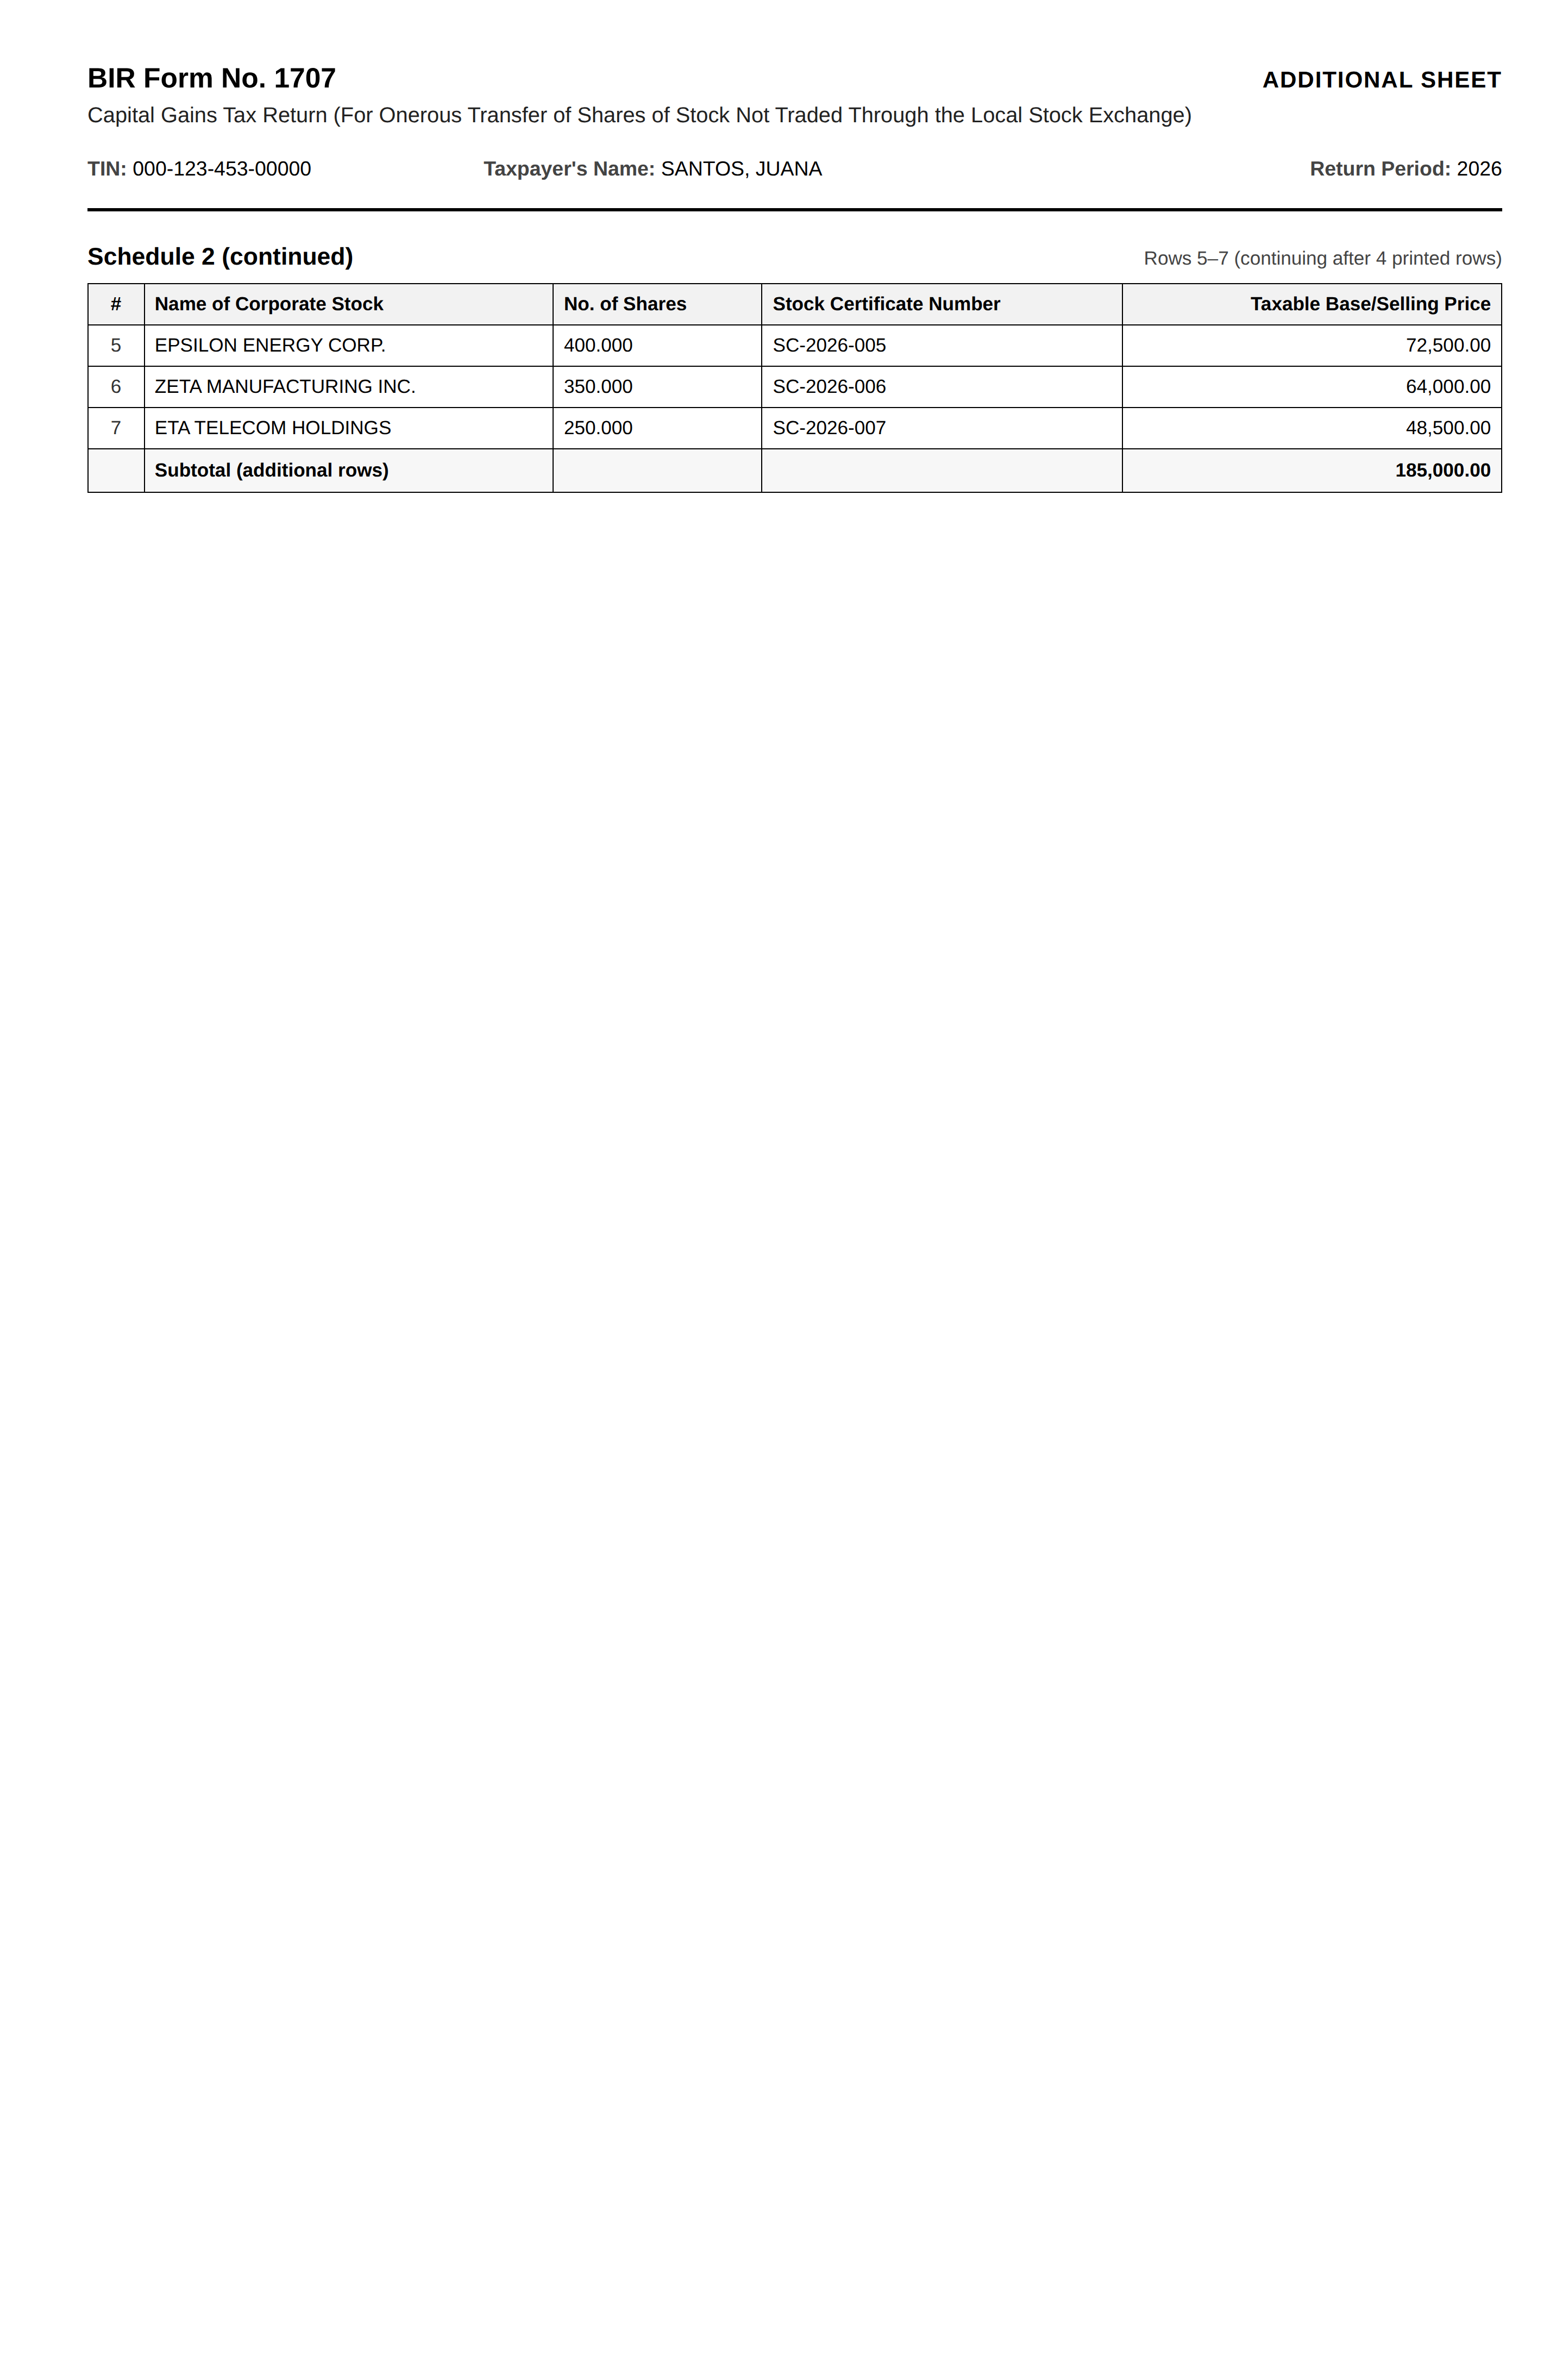 BIR Form No. 1707 ADDITIONAL SHEET
Capital Gains Tax Return (For Onerous Transfer of Shares of Stock Not Traded Through the Local Stock Exchange)
TIN: 000-123-453-00000 Taxpayer's Name: SANTOS, JUANA Return Period: 2026
Schedule 2 (continued) Rows 5–7 (continuing after 4 printed rows)
# Name of Corporate Stock No. of Shares Stock Certificate Number Taxable Base/Selling Price
5 EPSILON ENERGY CORP. 400.000 SC-2026-005 72,500.00
6 ZETA MANUFACTURING INC. 350.000 SC-2026-006 64,000.00
7 ETA TELECOM HOLDINGS 250.000 SC-2026-007 48,500.00
Subtotal (additional rows) 185,000.00